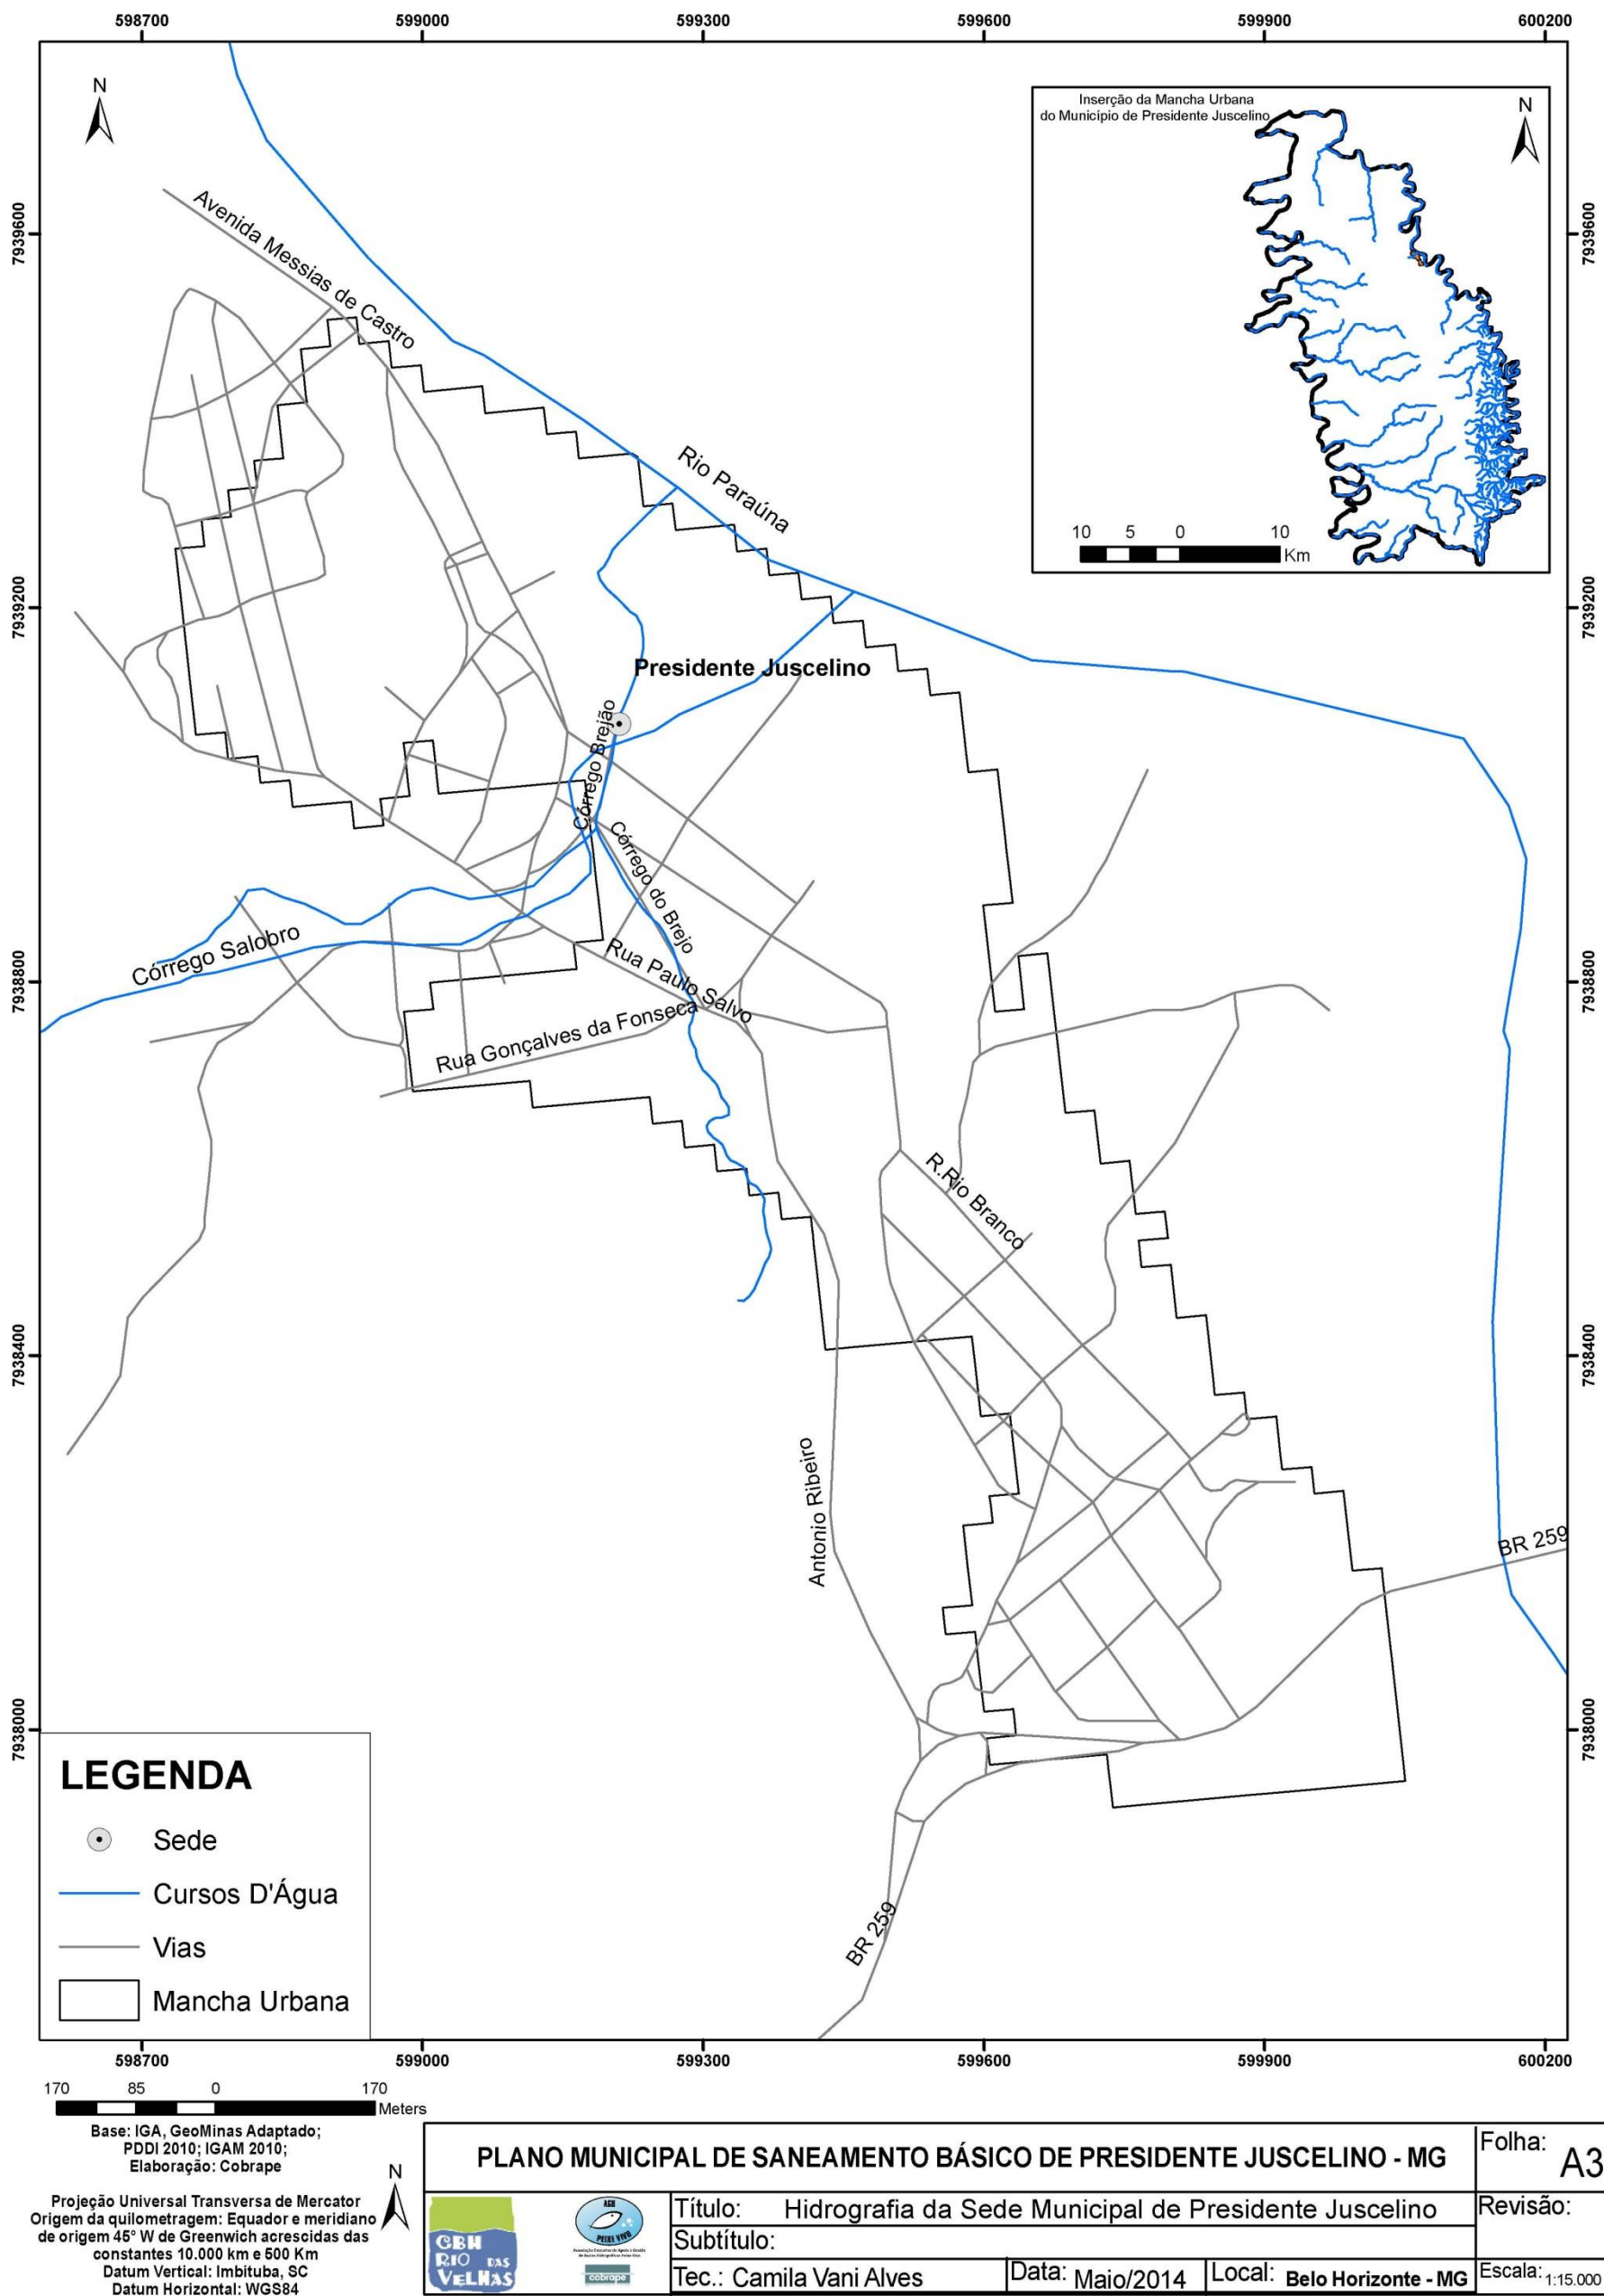 598700 599000 599300 599600 599900 600200
N
Inserção da Mancha Urbana
do Município de Presidente Juscelino
N
7939600
7939600
Avenida Messias de Castro
Rio Paraúna
10 5 0 10
Km
7939200
7939200
Presidente Juscelino
Córrego Brejão
Córrego do Brejo
Córrego Salobro
Rua Paulo Salvo
7938800
7938800
Rua Gonçalves da Fonseca
R.Rio Branco
7938400
7938400
Antonio Ribeiro
BR 259
7938000
7938000
BR 259
LEGENDA
Sede
Cursos D'Água
Vias
Mancha Urbana
598700 599000 599300 599600 599900 600200
170 85 0 170
Meters
Base: IGA, GeoMinas Adaptado;
PDDI 2010; IGAM 2010;
Elaboração: Cobrape
N
Projeção Universal Transversa de Mercator
Origem da quilometragem: Equador e meridiano
de origem 45° W de Greenwich acrescidas das
constantes 10.000 km e 500 Km
Datum Vertical: Imbituba, SC
Datum Horizontal: WGS84
PLANO MUNICIPAL DE SANEAMENTO BÁSICO DE PRESIDENTE JUSCELINO - MG
Folha: A3
CBH
RIO DAS
VELHAS
AGB
PEIXE VIVO
cobrape
Título: Hidrografia da Sede Municipal de Presidente Juscelino
Revisão:
Subtítulo:
Tec.: Camila Vani Alves
Data: Maio/2014
Local: Belo Horizonte - MG
Escala: 1:15.000